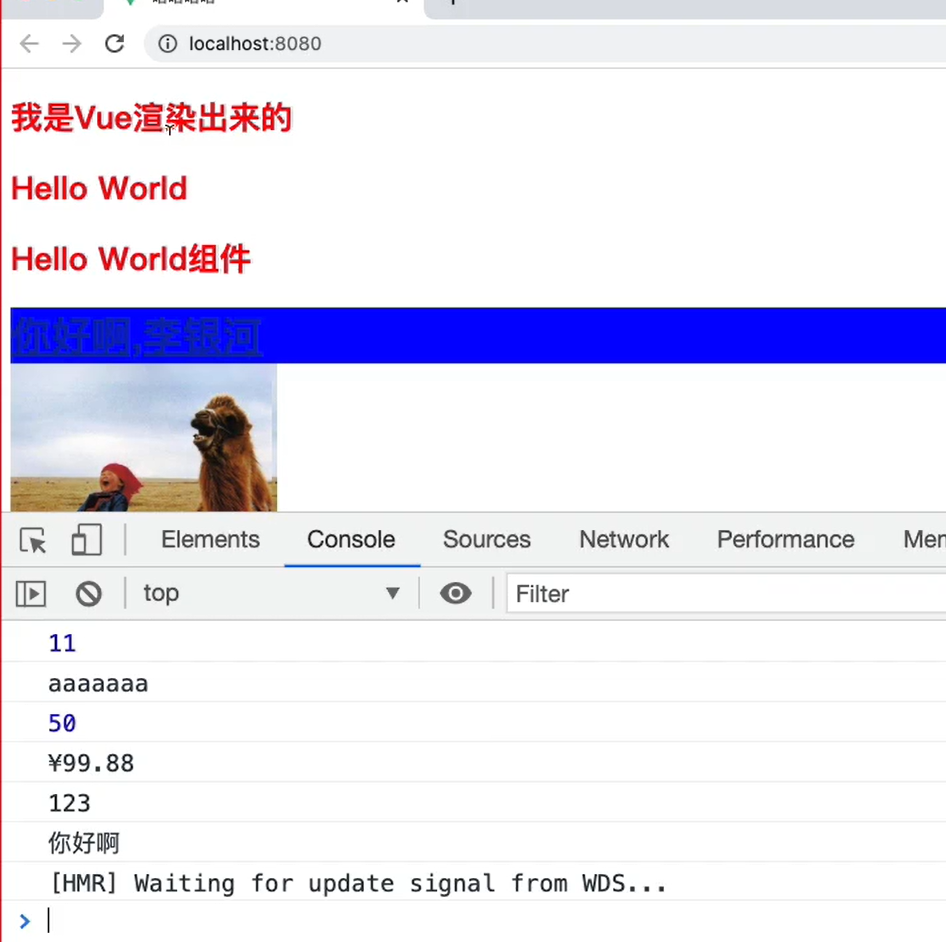 localhost:8080
我是Vue渲染出来的
Hello World
Hello World组件
你好啊,李银河
Elements Console Sources Network Performance
top Filter
11
aaaaaaa
50
¥99.88
123
你好啊
[HMR] Waiting for update signal from WDS...